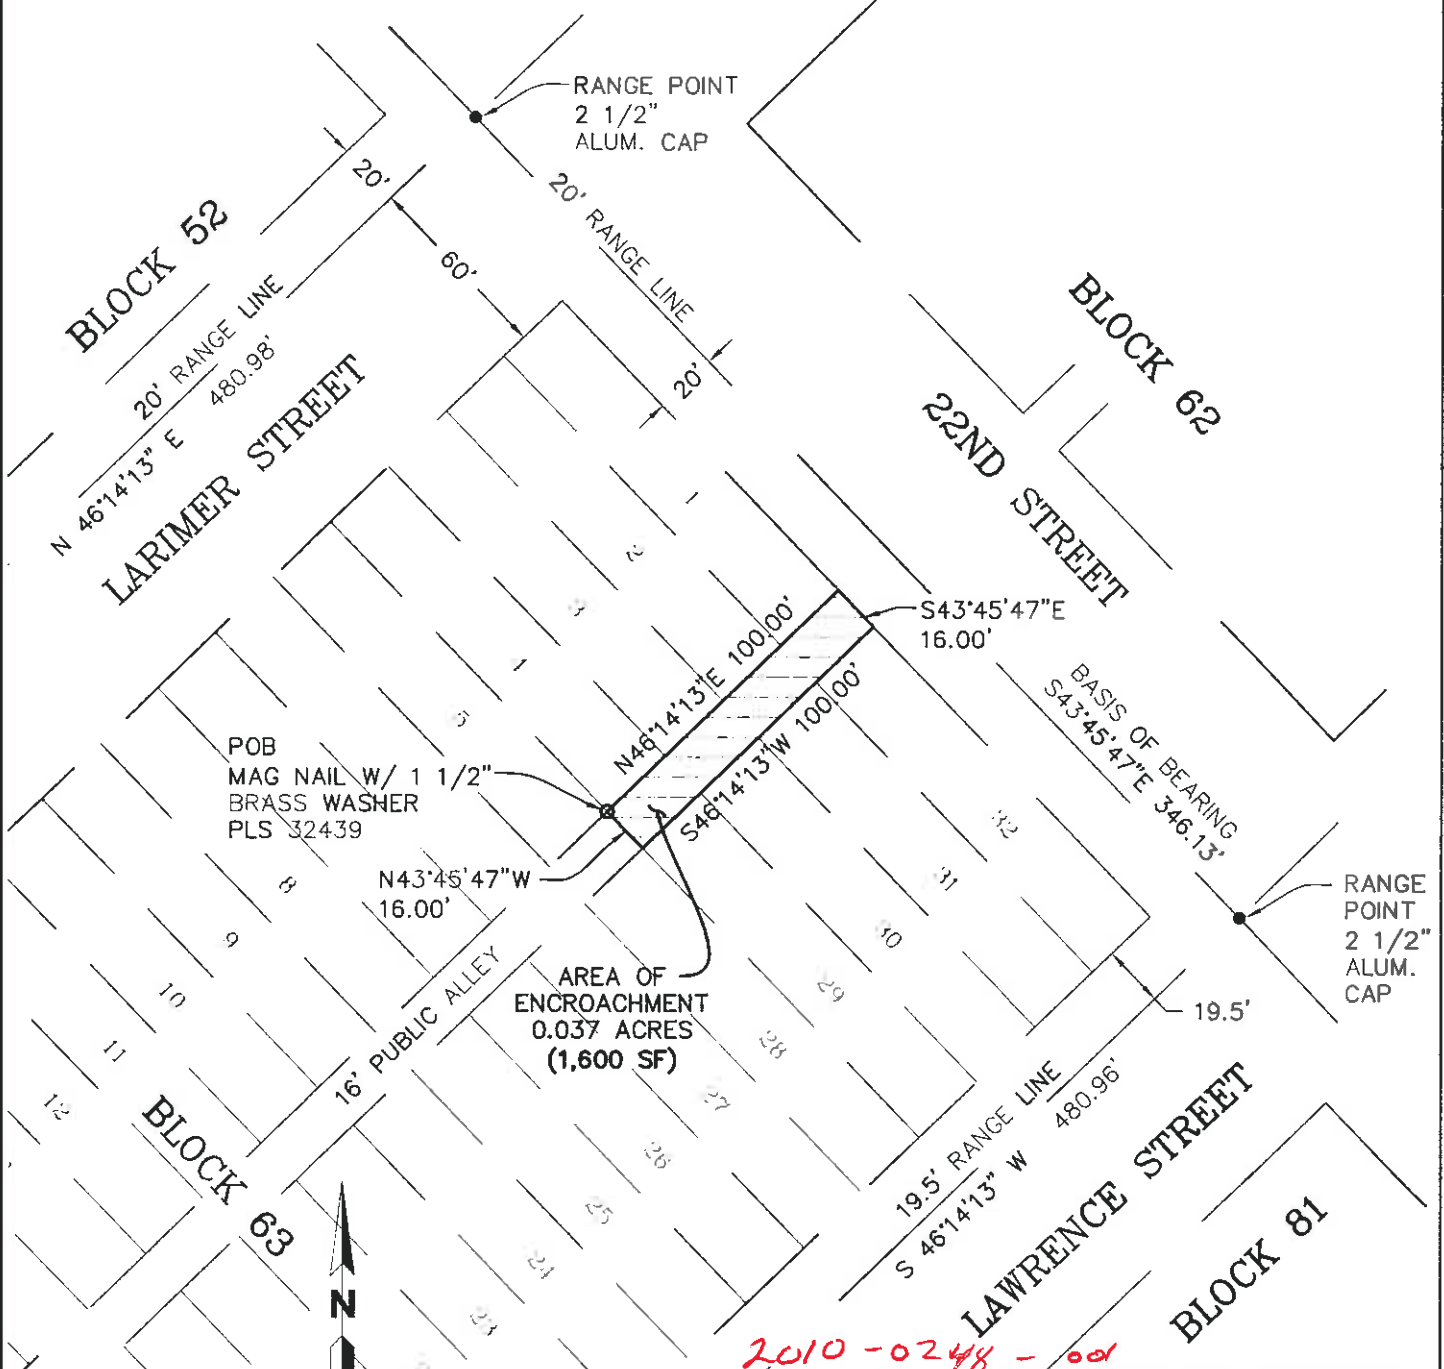 RANGE POINT
2 1/2"
ALUM. CAP
20'
20' RANGE LINE
BLOCK 52
60'
20' RANGE LINE
480.98'
N 46°14'13" E
LARIMER STREET
20'
BLOCK 62
22ND STREET
1
2
3
4
5
S43°45'47"E
16.00'
N46°14'13"E 100.00'
S46°14'13"W 100.00'
BASIS OF BEARING
S43°45'47"E 346.13'
POB
MAG NAIL W/ 1 1/2"
BRASS WASHER
PLS 32439
N43°45'47"W
16.00'
RANGE
POINT
2 1/2"
ALUM.
CAP
8
9
10
11
12
32
31
30
29
28
27
26
25
24
23
16' PUBLIC ALLEY
AREA OF
ENCROACHMENT
0.037 ACRES
(1,600 SF)
19.5'
19.5' RANGE LINE
480.96'
S 46°14'13" W
LAWRENCE STREET
BLOCK 63
BLOCK 81
N